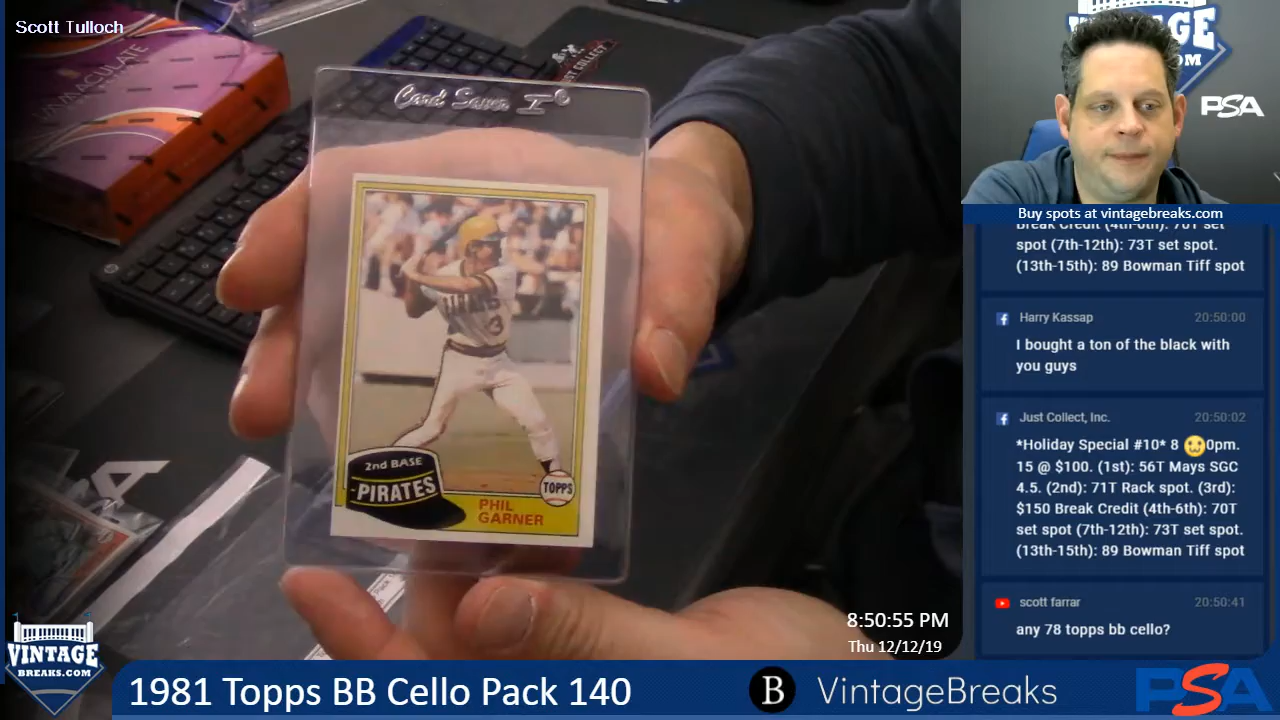 Scott Tulloch
IMMACULATE
Card Saver I
PIRATES
3
2nd BASE
PIRATES
PHIL
GARNER
TOPPS
VINTAGE
PSA
Buy spots at vintagebreaks.com
Break Credit (4th-6th): 70T set
spot (7th-12th): 73T set spot.
(13th-15th): 89 Bowman Tiff spot
Harry Kassap 20:50:00
I bought a ton of the black with
you guys
Just Collect, Inc. 20:50:02
*Holiday Special #10* 8 0pm.
15 @ $100. (1st): 56T Mays SGC
4.5. (2nd): 71T Rack spot. (3rd):
$150 Break Credit (4th-6th): 70T
set spot (7th-12th): 73T set spot.
(13th-15th): 89 Bowman Tiff spot
scott farrar 20:50:41
any 78 topps bb cello?
8:50:55 PM
Thu 12/12/19
VINTAGE
BREAKS.COM
1981 Topps BB Cello Pack 140
B VintageBreaks
PSA